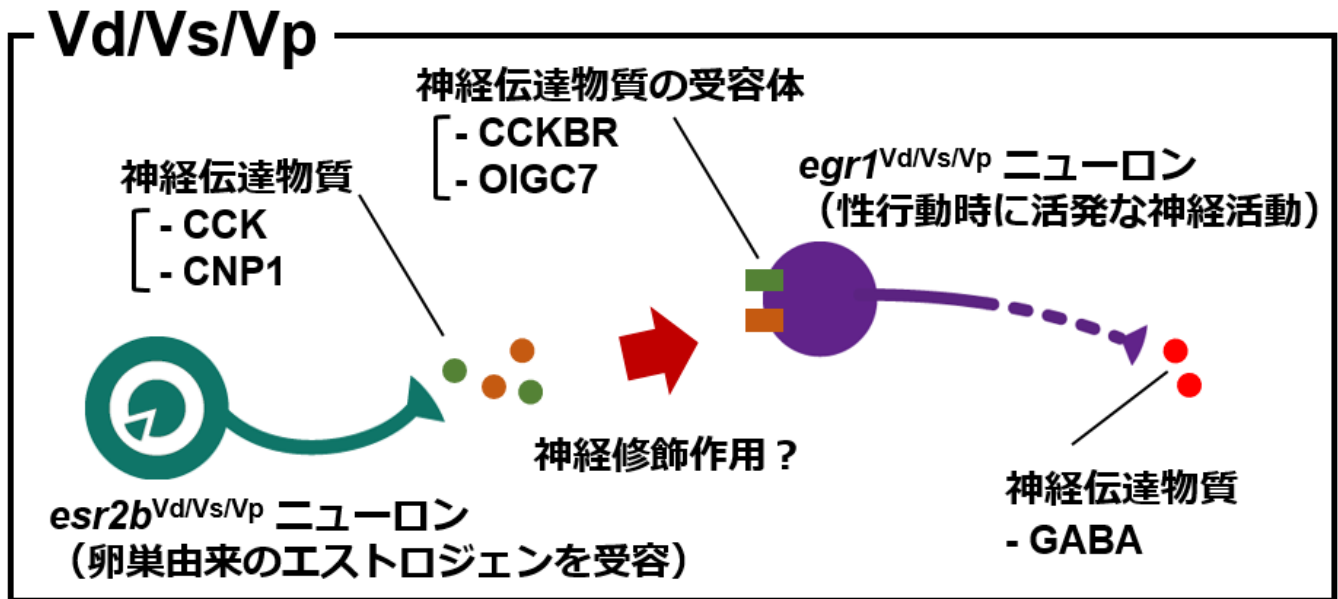 Vd/Vs/Vp
神経伝達物質の受容体
- CCKBR
- OlGC7
神経伝達物質
- CCK
- CNP1
egr1Vd/Vs/Vp ニューロン
（性行動時に活発な神経活動）
神経修飾作用？
esr2bVd/Vs/Vp ニューロン
（卵巣由来のエストロジェンを受容）
神経伝達物質
- GABA